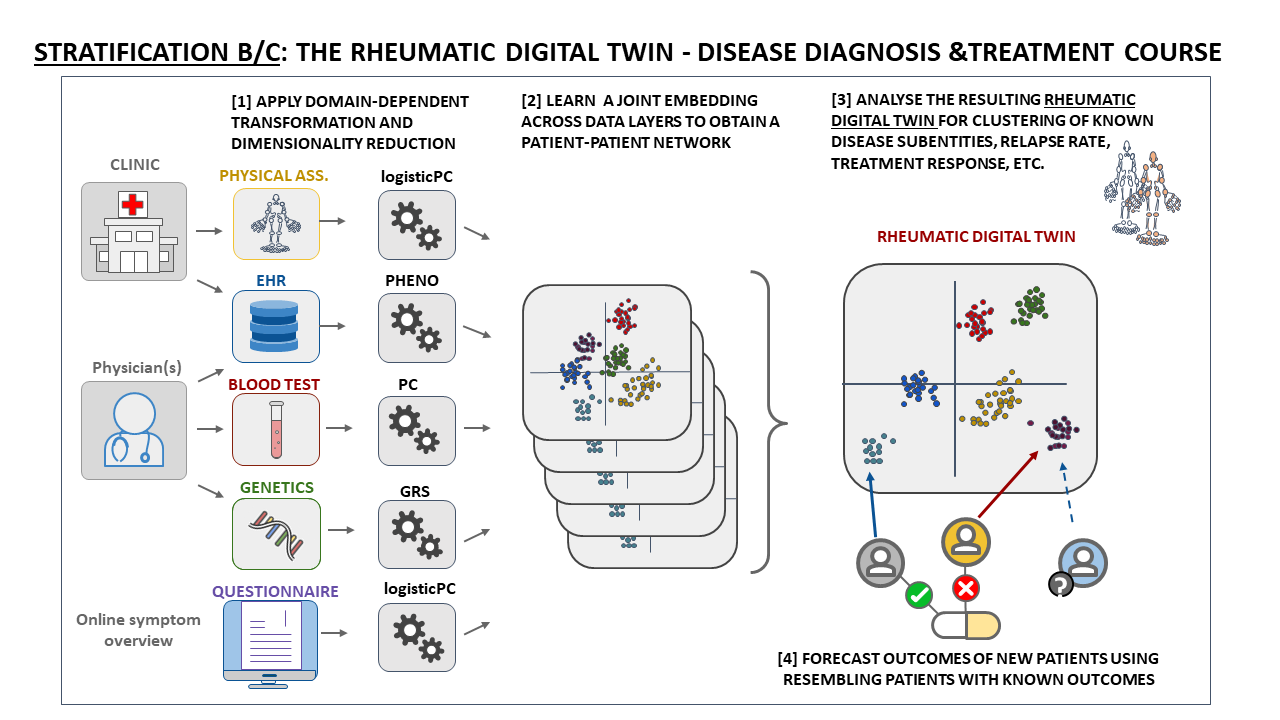 STRATIFICATION B/C: THE RHEUMATIC DIGITAL TWIN - DISEASE DIAGNOSIS &TREATMENT COURSE
[1] APPLY DOMAIN-DEPENDENT
TRANSFORMATION AND
DIMENSIONALITY REDUCTION
[2] LEARN A JOINT EMBEDDING
ACROSS DATA LAYERS TO OBTAIN A
PATIENT-PATIENT NETWORK
[3] ANALYSE THE RESULTING RHEUMATIC
DIGITAL TWIN FOR CLUSTERING OF KNOWN
DISEASE SUBENTITIES, RELAPSE RATE,
TREATMENT RESPONSE, ETC.
CLINIC
PHYSICAL ASS.
logisticPC
RHEUMATIC DIGITAL TWIN
EHR
PHENO
Physician(s)
BLOOD TEST
PC
GENETICS
GRS
QUESTIONNAIRE
logisticPC
Online symptom
overview
?
[4] FORECAST OUTCOMES OF NEW PATIENTS USING
RESEMBLING PATIENTS WITH KNOWN OUTCOMES